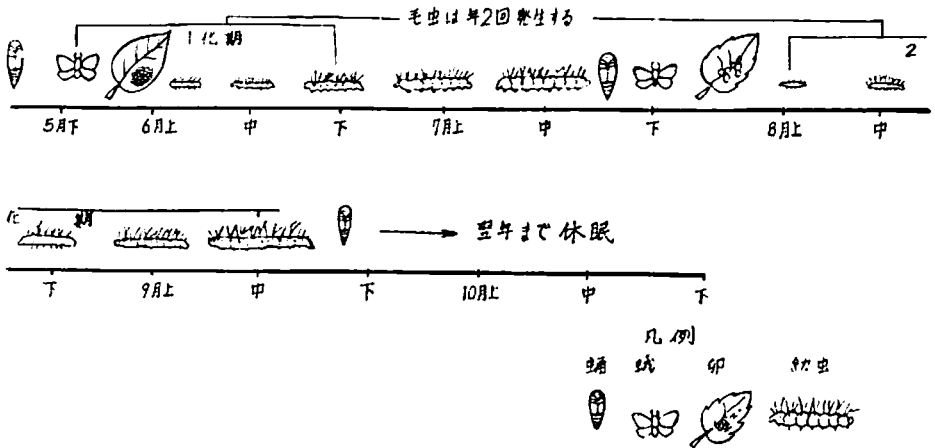 毛虫は年2回発生する
1化期
2
5月下 6月上 中 下 7月上 中 下 8月上 中
化期
翌年まで休眠
下 9月上 中 下 10月上 中 下
凡例
蛹 蛾 卵 幼虫